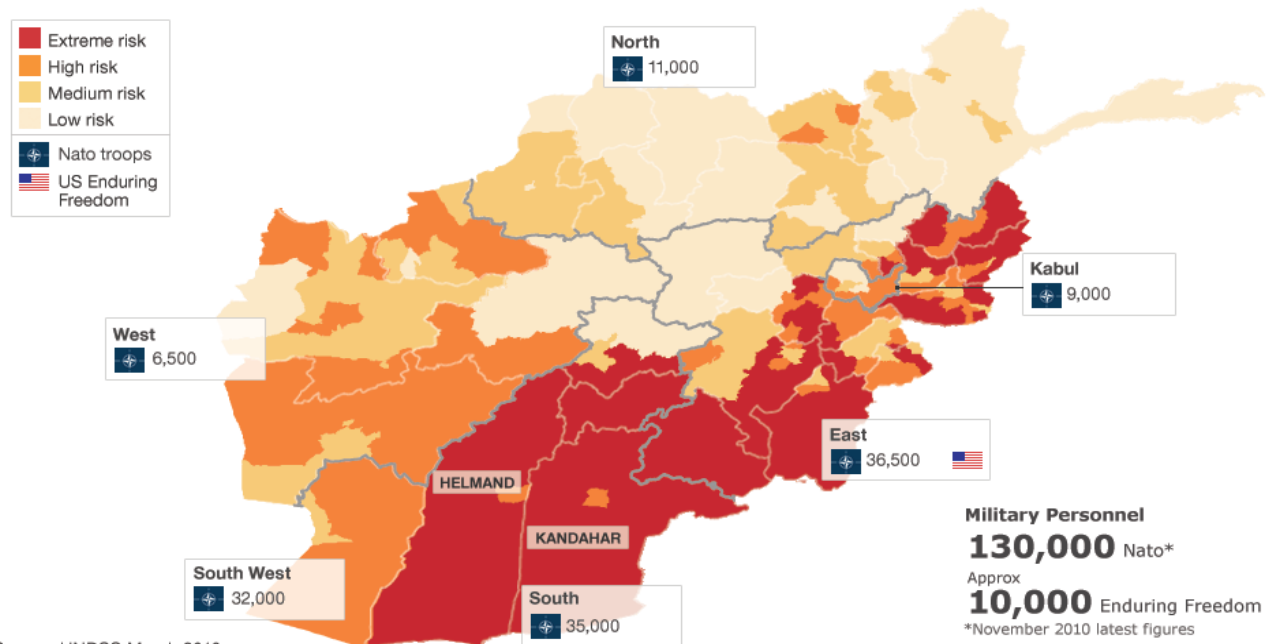 Extreme risk
High risk
Medium risk
Low risk
Nato troops
US Enduring
Freedom
North
11,000
Kabul
9,000
West
6,500
East
36,500
HELMAND
KANDAHAR
South West
32,000
South
35,000
Military Personnel
130,000 Nato*
Approx
10,000 Enduring Freedom
*November 2010 latest figures